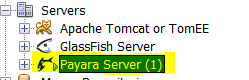 Servers
Apache Tomcat or TomEE
GlassFish Server
Payara Server (1)